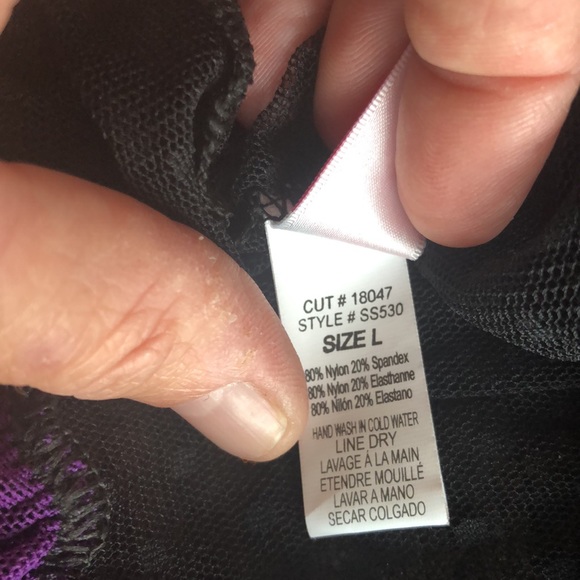 CUT # 18047
STYLE # SS530
SIZE L
80% Nylon 20% Spandex
80% Nylon 20% Elasthanne
80% Nilón 20% Elastano
HAND WASH IN COLD WATER
LINE DRY
LAVAGE À LA MAIN
ETENDRE MOUILLÉ
LAVAR A MANO
SECAR COLGADO